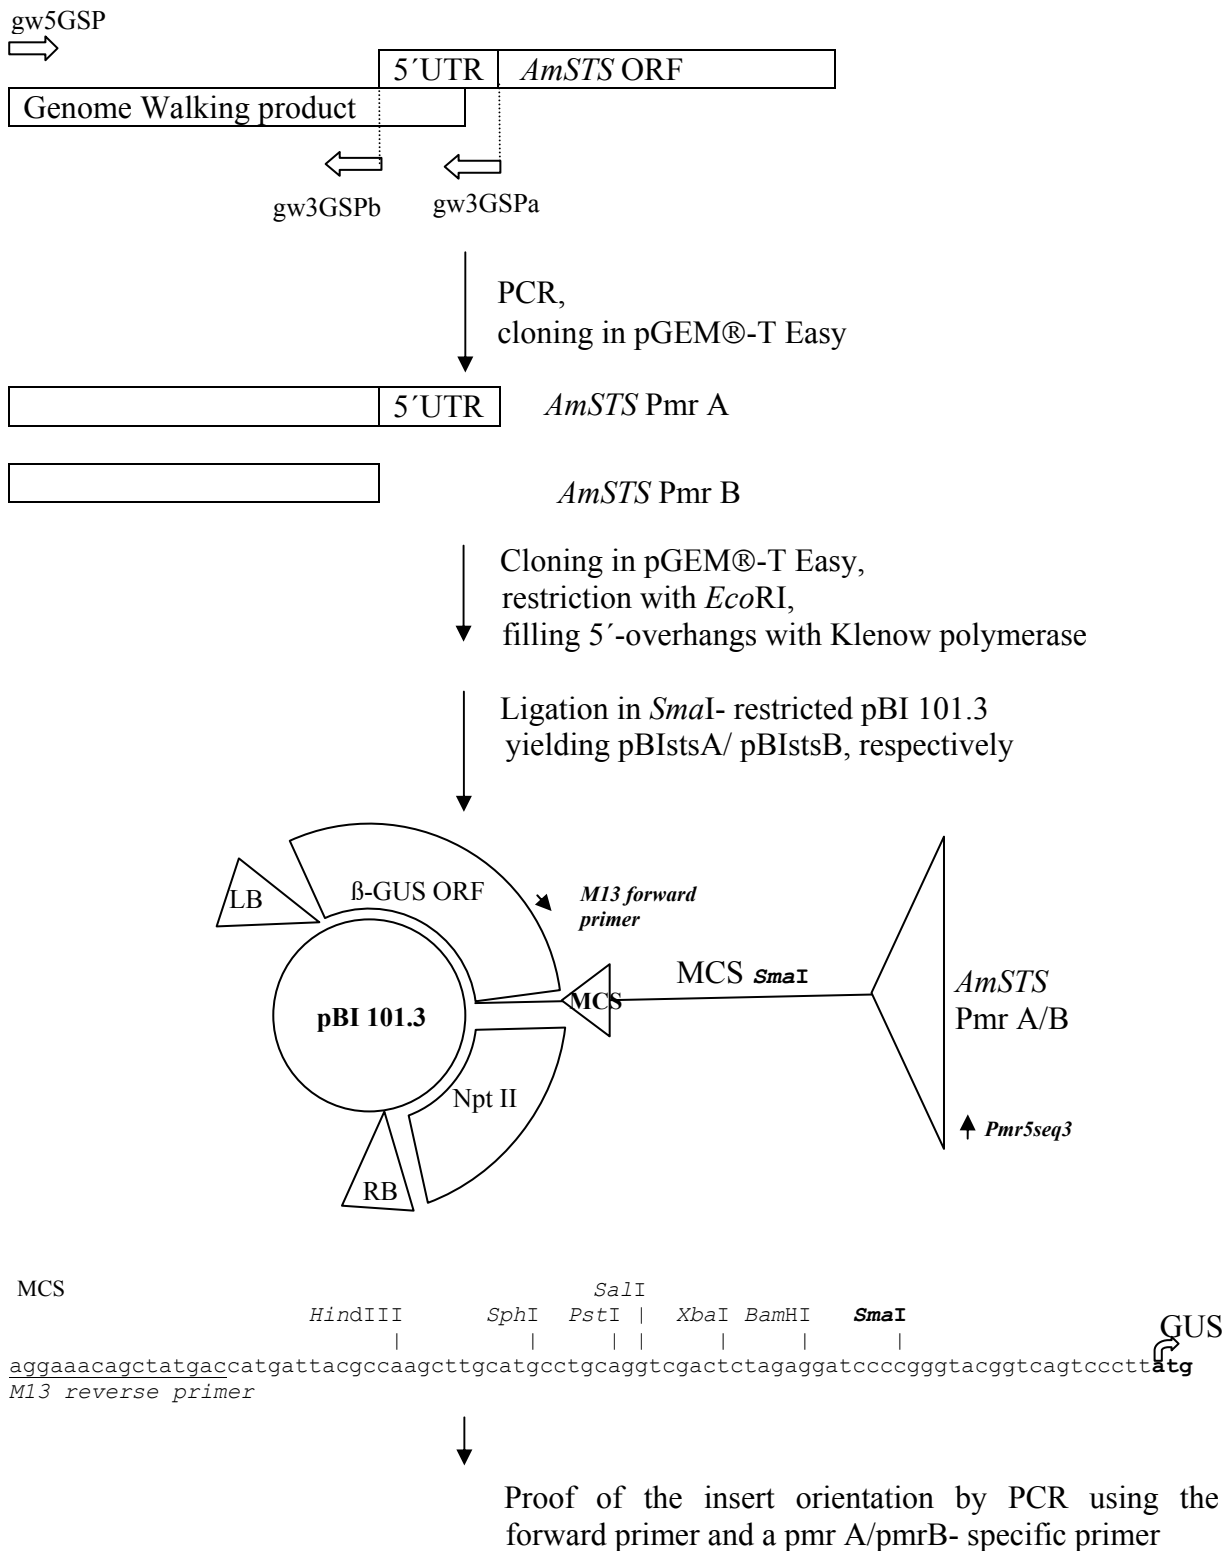 gw5GSP
5´UTR
AmSTS ORF
Genome Walking product
gw3GSPb
gw3GSPa
PCR,
cloning in pGEM®-T Easy
5´UTR
AmSTS Pmr A
AmSTS Pmr B
Cloning in pGEM®-T Easy,
restriction with EcoRI,
filling 5´-overhangs with Klenow polymerase
Ligation in SmaI- restricted pBI 101.3
yielding pBIstsA/ pBIstsB, respectively
LB
ß-GUS ORF
M13 forward
primer
MCS SmaI
MCS
AmSTS
Pmr A/B
pBI 101.3
Npt II
Pmr5seq3
RB
MCS
SalI
HindIII SphI PstI | XbaI BamHI SmaI
GUS
aggaaacagctatgaccatgattacgccaagcttgcatgcctgcaggtcgactctagaggatccccgggtacggtcagtcccttatg
M13 reverse primer
Proof of the insert orientation by PCR using the
forward primer and a pmr A/pmrB- specific primer